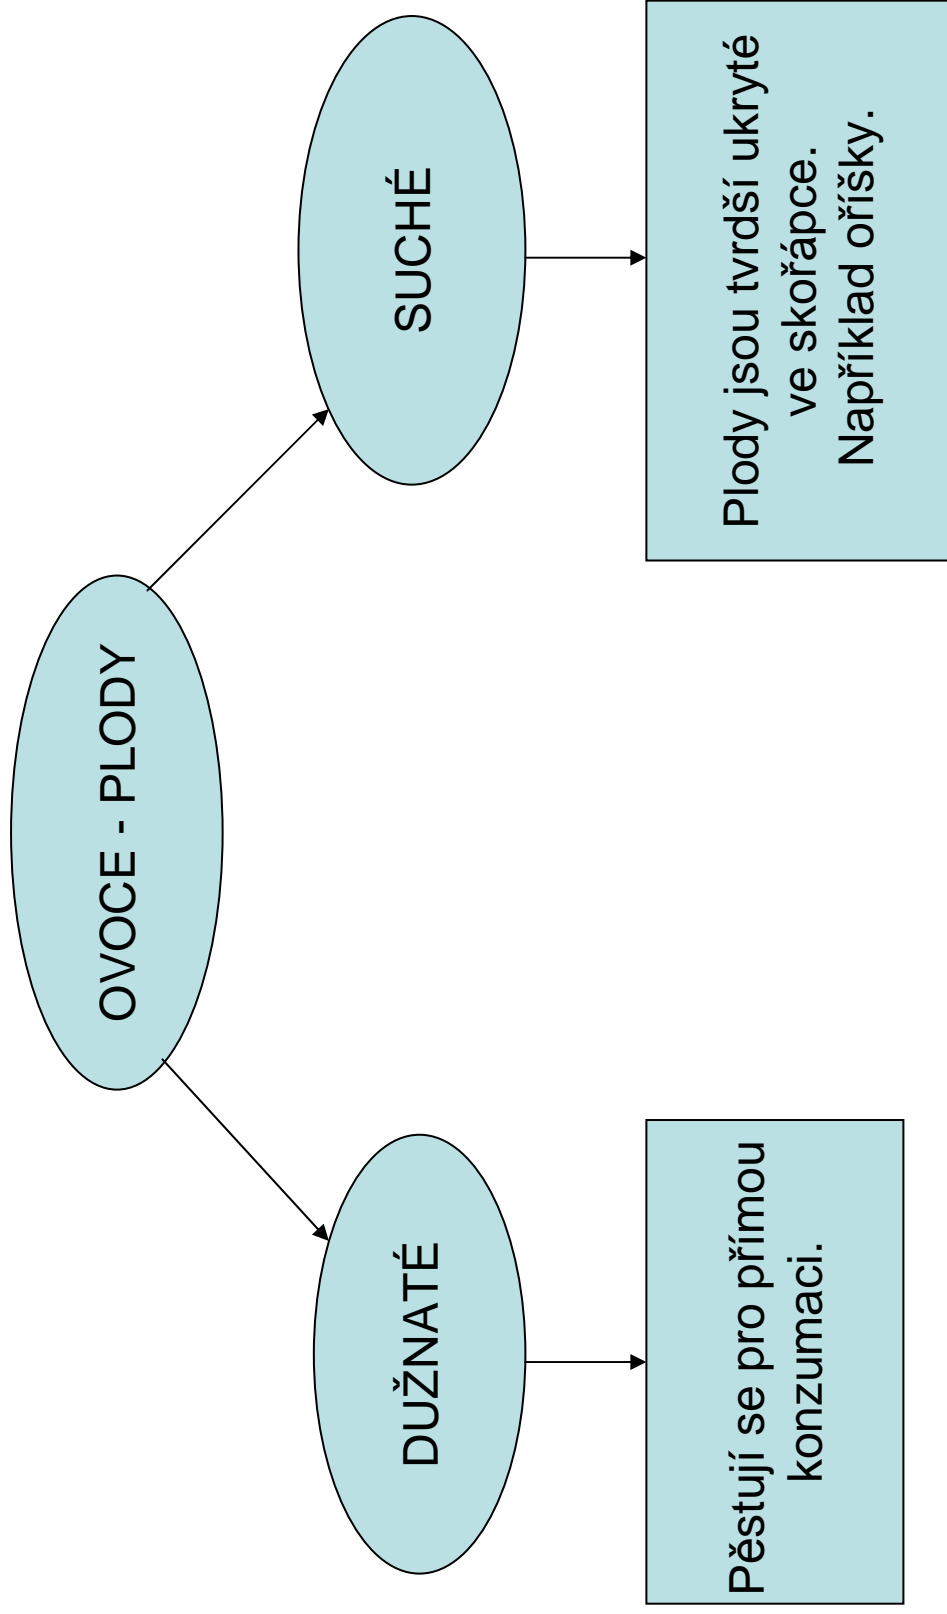 OVOCE - PLODY
DUŽNATÉ
SUCHÉ
Pěstují se pro přímou
konzumaci.
Plody jsou tvrdší ukryté
ve skořápce.
Například oříšky.